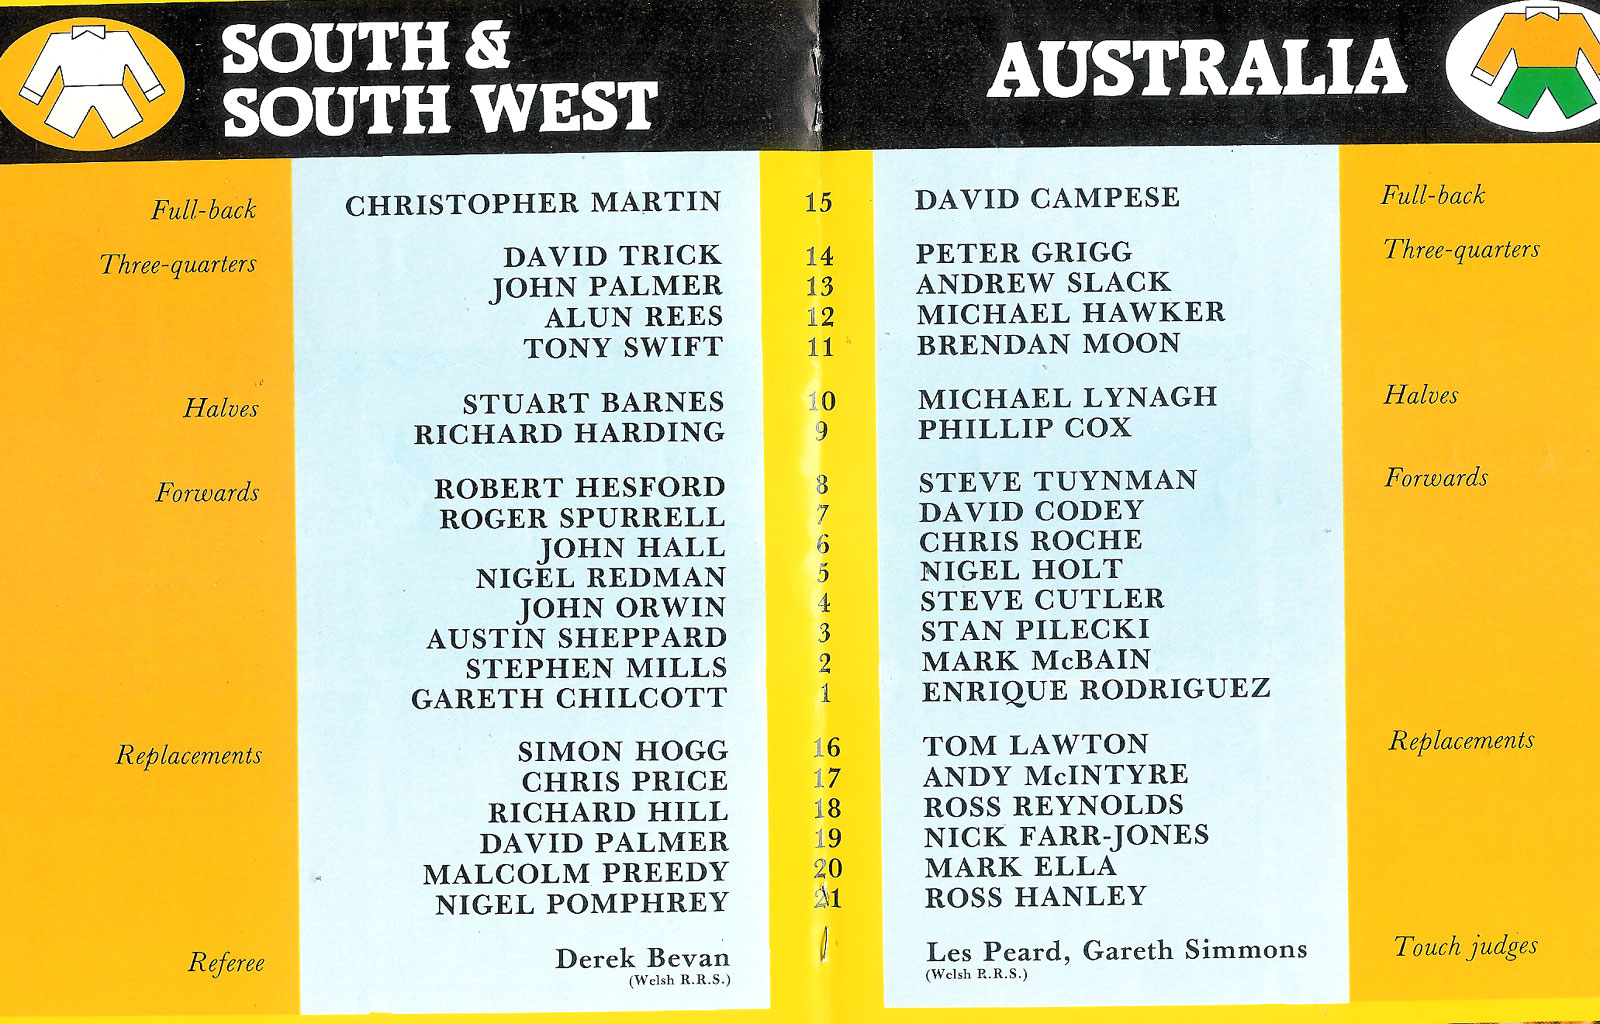 SOUTH &
SOUTH WEST
AUSTRALIA
Full-back CHRISTOPHER MARTIN 15 DAVID CAMPESE Full-back
Three-quarters DAVID TRICK 14 PETER GRIGG Three-quarters
JOHN PALMER 13 ANDREW SLACK
ALUN REES 12 MICHAEL HAWKER
TONY SWIFT 11 BRENDAN MOON
Halves STUART BARNES 10 MICHAEL LYNAGH Halves
RICHARD HARDING 9 PHILLIP COX
Forwards ROBERT HESFORD 8 STEVE TUYNMAN Forwards
ROGER SPURRELL 7 DAVID CODEY
JOHN HALL 6 CHRIS ROCHE
NIGEL REDMAN 5 NIGEL HOLT
JOHN ORWIN 4 STEVE CUTLER
AUSTIN SHEPPARD 3 STAN PILECKI
STEPHEN MILLS 2 MARK McBAIN
GARETH CHILCOTT 1 ENRIQUE RODRIGUEZ
Replacements SIMON HOGG 16 TOM LAWTON Replacements
CHRIS PRICE 17 ANDY McINTYRE
RICHARD HILL 18 ROSS REYNOLDS
DAVID PALMER 19 NICK FARR-JONES
MALCOLM PREEDY 20 MARK ELLA
NIGEL POMPHREY 21 ROSS HANLEY
Referee Derek Bevan Les Peard, Gareth Simmons Touch judges
(Welsh R.R.S.) (Welsh R.R.S.)